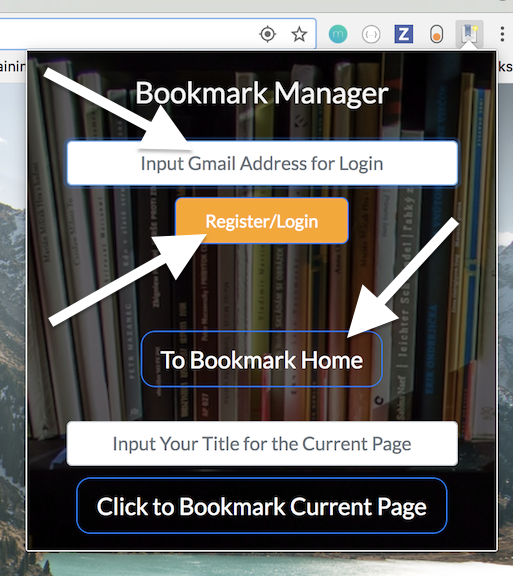 Z
ainin
ks
Bookmark Manager
Input Gmail Address for Login
Register/Login
To Bookmark Home
Input Your Title for the Current Page
Click to Bookmark Current Page